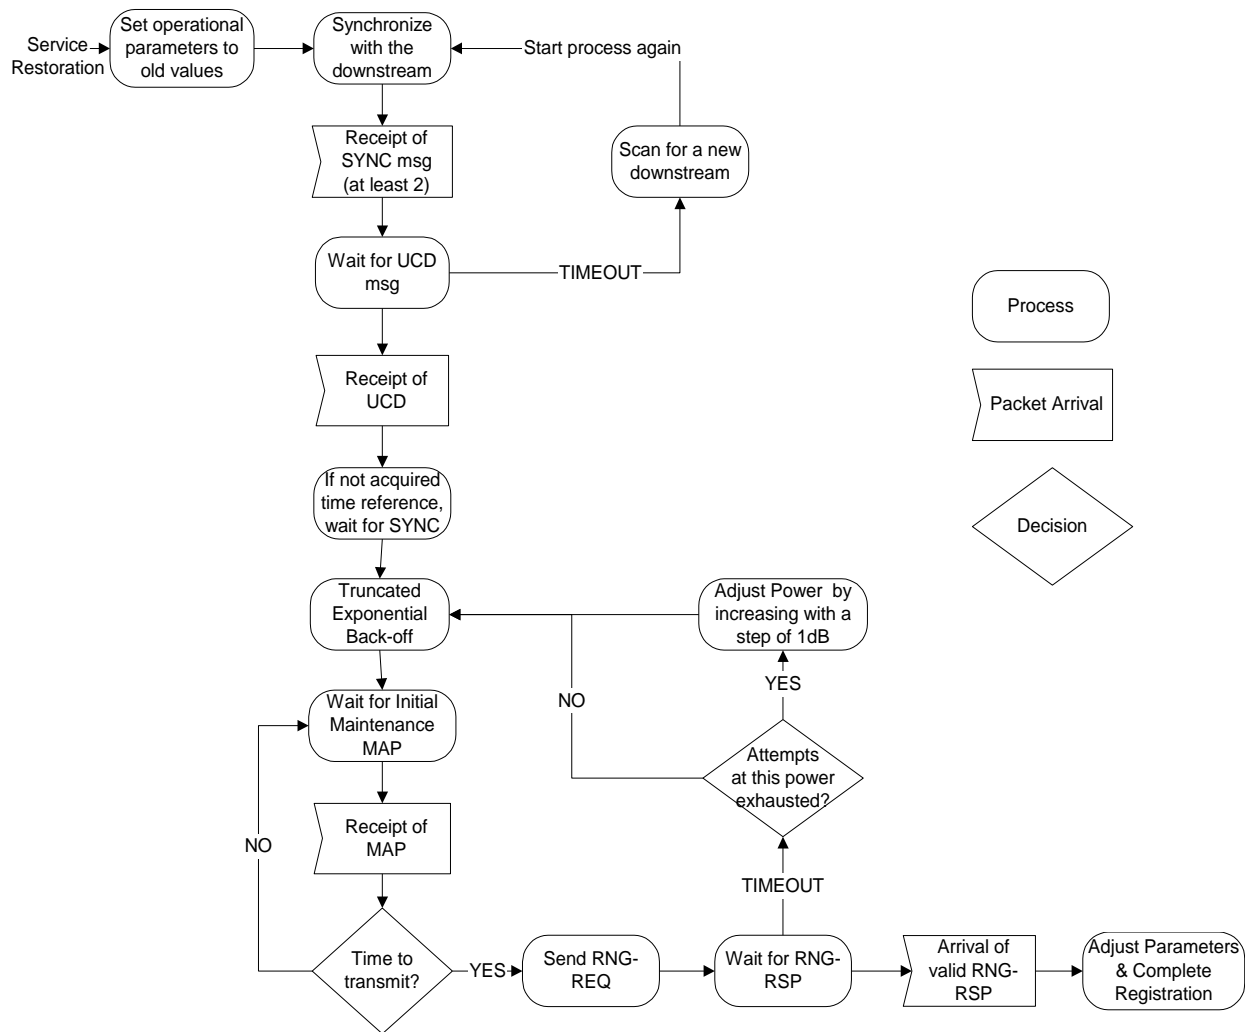 Service
Restoration
Set operational
parameters to
old values
Synchronize
with the
downstream
Start process again
Receipt of
SYNC msg
(at least 2)
Scan for a new
downstream
Wait for UCD
msg
TIMEOUT
Process
Receipt of
UCD
Packet Arrival
If not acquired
time reference,
wait for SYNC
Decision
Truncated
Exponential
Back-off
Adjust Power by
increasing with a
step of 1dB
YES
NO
Wait for Initial
Maintenance
MAP
Attempts
at this power
exhausted?
Receipt of
MAP
NO
TIMEOUT
Time to
transmit?
YES
Send RNG-
REQ
Wait for RNG-
RSP
Arrival of
valid RNG-
RSP
Adjust Parameters
& Complete
Registration